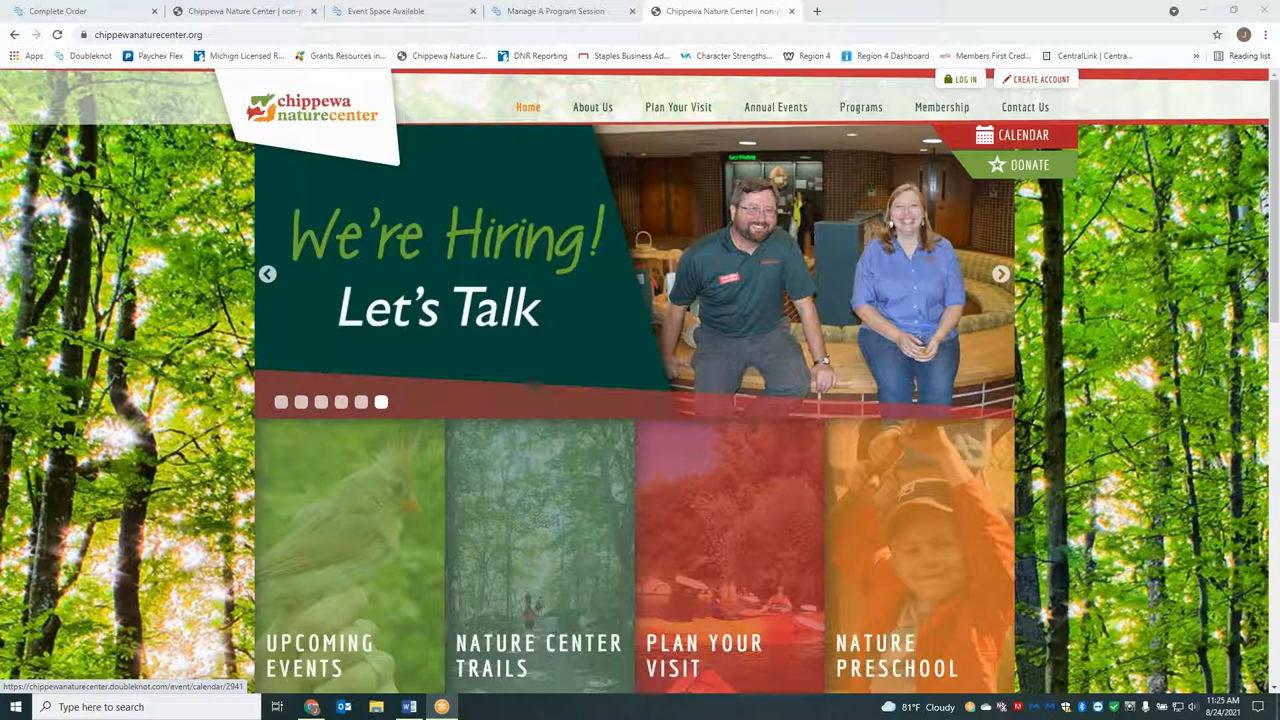 Complete Order
Chippewa Nature Center | non-p
Event Space Available
Manage A Program Session
Chippewa Nature Center | non-p
chippewanaturecenter.org
Apps
Doubleknot
Paychex Flex
Michign Licensed R...
Grants Resources in...
Chippewa Nature C...
DNR Reporting
Staples Business Ad...
Character Strengths...
Region 4
Region 4 Dashboard
Members First Cred...
CentralLink | Centra...
»
Reading list
LOG IN
CREATE ACCOUNT
chippewa
naturecenter
Home
About Us
Plan Your Visit
Annual Events
Programs
Membership
Contact Us
CALENDAR
DONATE
We're Hiring!
Let's Talk
UPCOMING
EVENTS
NATURE CENTER
TRAILS
PLAN YOUR
VISIT
NATURE
PRESCHOOL
https://chippewanaturecenter.doubleknot.com/event/calendar/2941
Type here to search
81°F Cloudy
11:25 AM
8/24/2021